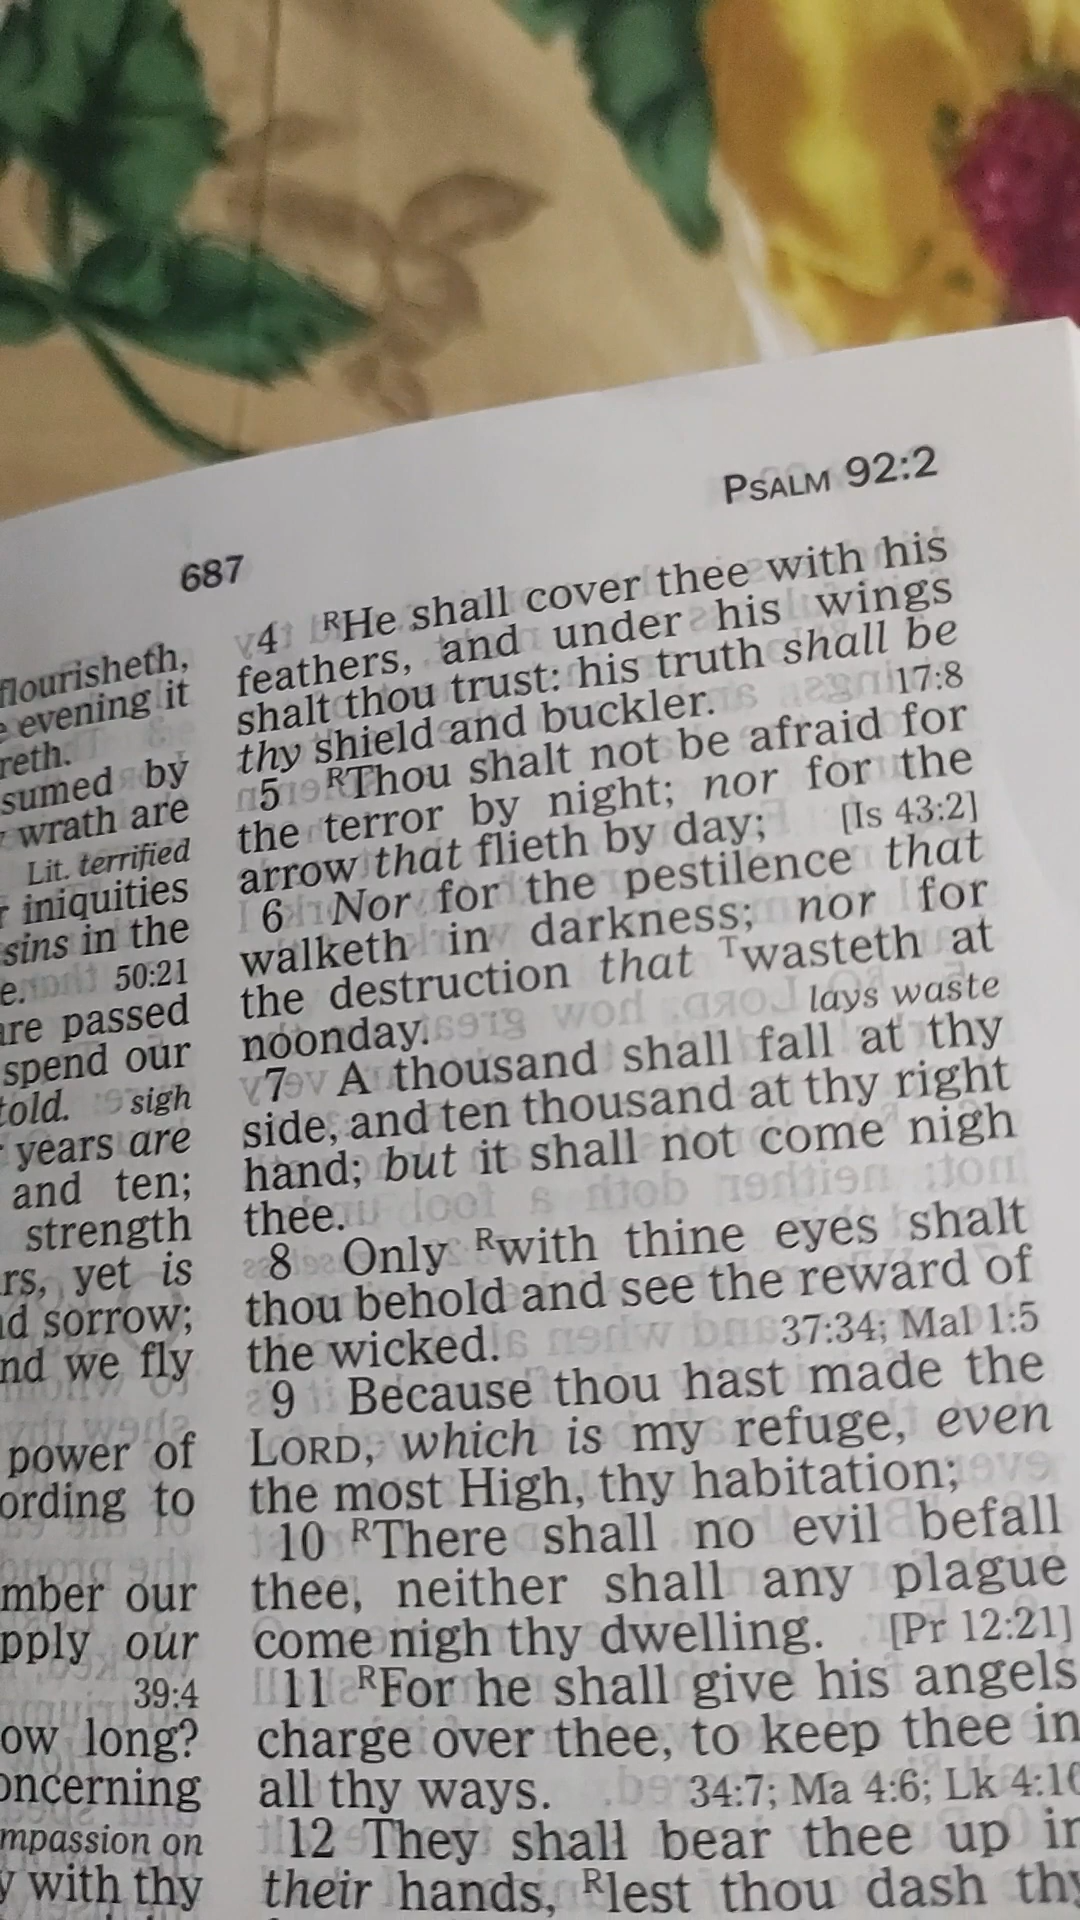 687
PSALM 92:2
flourisheth,
evening it
sumed by
wrath are
Lit. terrified
iniquities
sins in the
50:21
are passed
spend our
told. sigh
years are
and ten;
strength
yet is
sorrow;
we fly
power of
to
our
our
39:4
long?
on
with thy
4 RHe shall cover thee with his
feathers, and under his wings
shalt thou trust: his truth shall be
thy shield and buckler. 17:8
5 RThou shalt not be afraid for
the terror by night; nor for the
arrow that flieth by day; [Is 43:2]
6 Nor for the pestilence that
walketh in darkness; nor for
the destruction that Twasteth at
noonday. lays waste
7 A thousand shall fall at thy
side, and ten thousand at thy right
hand; but it shall not come nigh
thee.
8 Only Rwith thine eyes shalt
thou behold and see the reward of
the wicked. 37:34; Mal 1:5
9 Because thou hast made the
LORD, which is my refuge, even
the most High, thy habitation;
10 RThere shall no evil befall
thee, neither shall any plague
come nigh thy dwelling. [Pr 12:21]
11 RFor he shall give his angels
charge over thee, to keep thee in
all thy ways. 34:7; Ma 4:6; Lk 4:10
12 They shall bear thee up in
their hands, Rlest thou dash thy